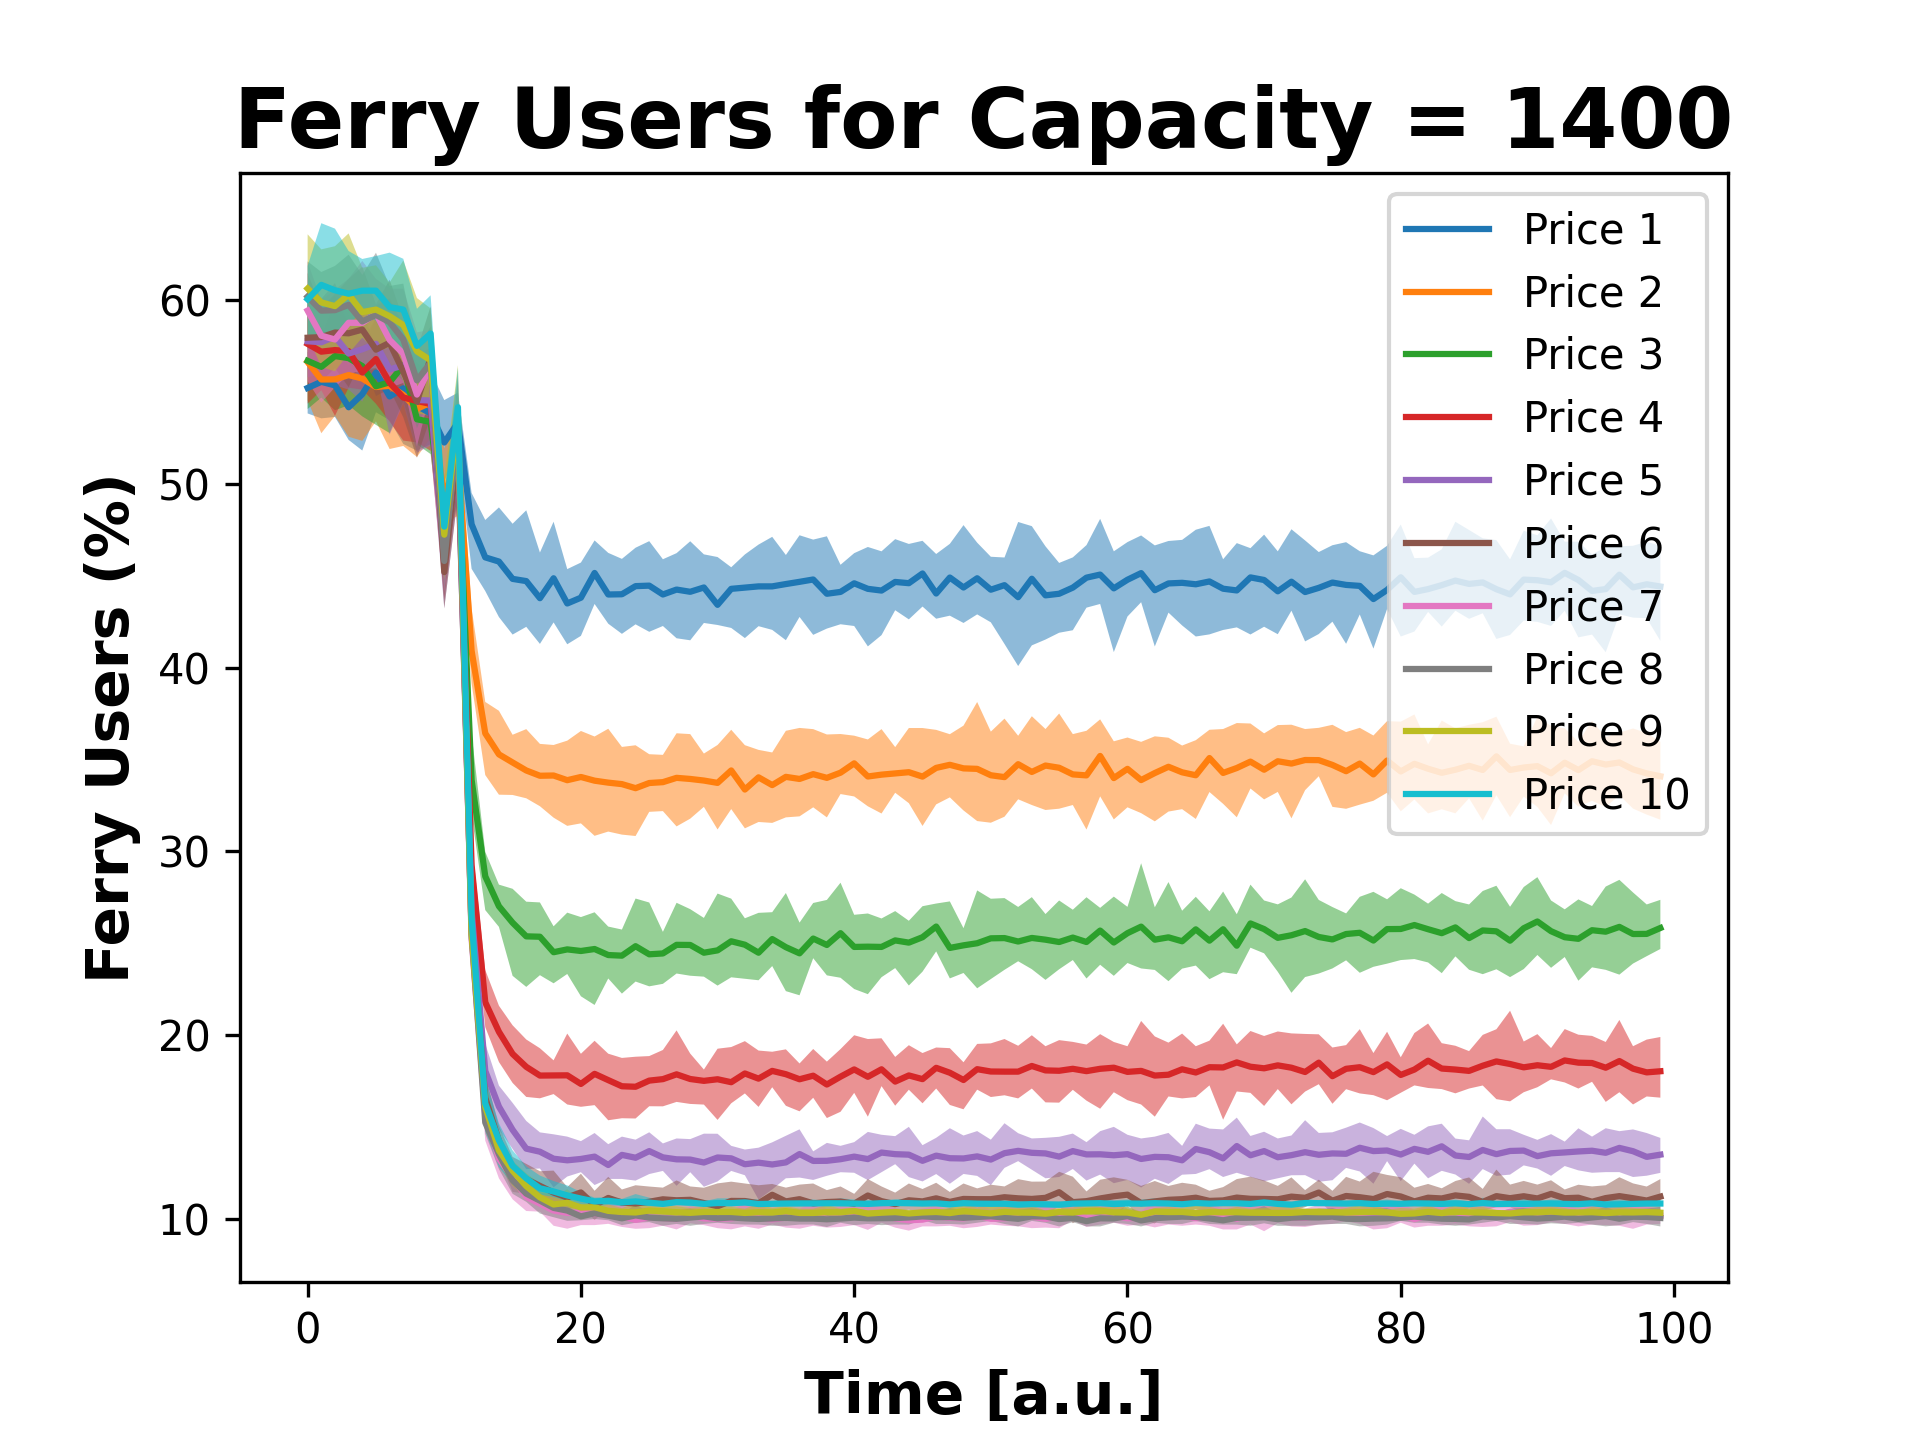 Ferry Users for Capacity = 1400
Ferry Users (%)
60
50
40
30
20
10
Price 1
Price 2
Price 3
Price 4
Price 5
Price 6
Price 7
Price 8
Price 9
Price 10
0 20 40 60 80 100
Time [a.u.]